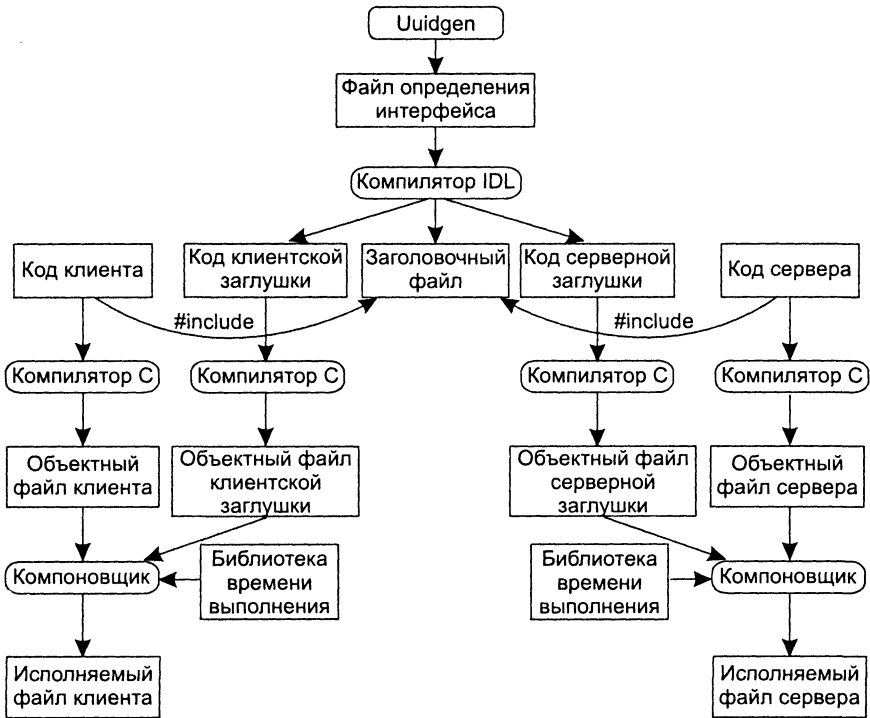 Uuidgen
Файл определения
интерфейса
Компилятор IDL
Код клиента
Код клиентской
заглушки
Заголовочный
файл
Код серверной
заглушки
Код сервера
#include
#include
Компилятор С
Компилятор С
Компилятор С
Компилятор С
Объектный
файл клиента
Объектный файл
клиентской
заглушки
Объектный файл
серверной
заглушки
Объектный
файл сервера
Компоновщик
Библиотека
времени
выполнения
Библиотека
времени
выполнения
Компоновщик
Исполняемый
файл клиента
Исполняемый
файл сервера